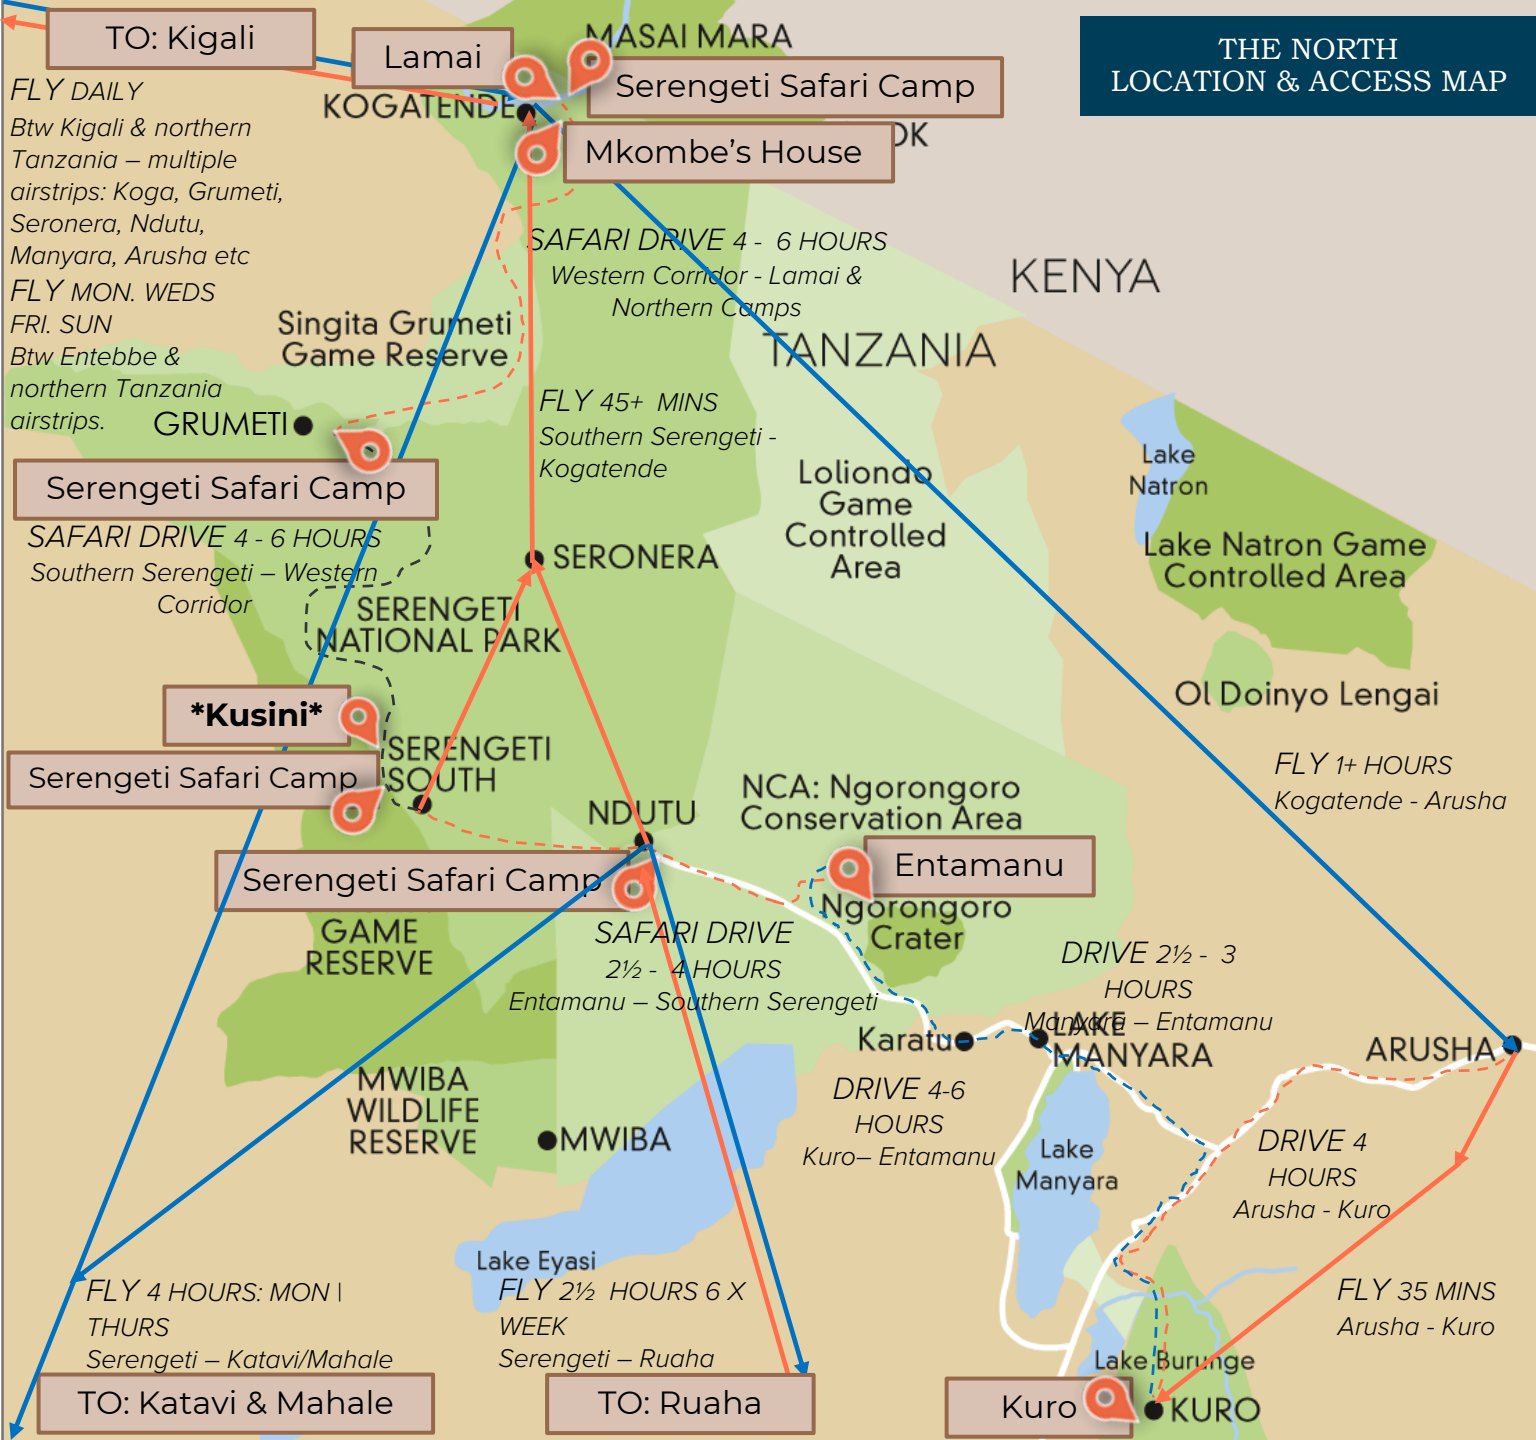 TO: Kigali
Lamai
MASAI MARA
THE NORTH
LOCATION & ACCESS MAP
Serengeti Safari Camp
KOGATENDE
OK
Mkombe's House
FLY DAILY
Btw Kigali & northern
Tanzania – multiple
airstrips: Koga, Grumeti,
Seronera, Ndutu,
Manyara, Arusha etc
FLY MON. WEDS
FRI. SUN
Btw Entebbe &
northern Tanzania
airstrips.
SAFARI DRIVE 4 - 6 HOURS
Western Corridor - Lamai &
Northern Camps
KENYA
TANZANIA
Singita Grumeti
Game Reserve
GRUMETI
FLY 45+ MINS
Southern Serengeti -
Kogatende
Serengeti Safari Camp
Loliondo
Game
Controlled
Area
Lake
Natron
Lake Natron Game
Controlled Area
SAFARI DRIVE 4 - 6 HOURS
Southern Serengeti – Western
Corridor
SERONERA
SERENGETI
NATIONAL PARK
Ol Doinyo Lengai
*Kusini*
SERENGETI
SOUTH
Serengeti Safari Camp
FLY 1+ HOURS
Kogatende - Arusha
NDUTU
NCA: Ngorongoro
Conservation Area
Entamanu
Serengeti Safari Camp
Ngorongoro
Crater
GAME
RESERVE
SAFARI DRIVE
2½ - 4 HOURS
Entamanu – Southern Serengeti
DRIVE 2½ - 3
HOURS
Manyara – Entamanu
Karatu
LAKE
MANYARA
ARUSHA
MWIBA
WILDLIFE
RESERVE
MWIBA
DRIVE 4-6
HOURS
Kuro– Entamanu
Lake
Manyara
DRIVE 4
HOURS
Arusha - Kuro
Lake Eyasi
FLY 4 HOURS: MON |
THURS
Serengeti – Katavi/Mahale
FLY 2½ HOURS 6 X
WEEK
Serengeti – Ruaha
FLY 35 MINS
Arusha - Kuro
Lake Burunge
TO: Katavi & Mahale
TO: Ruaha
Kuro
KURO